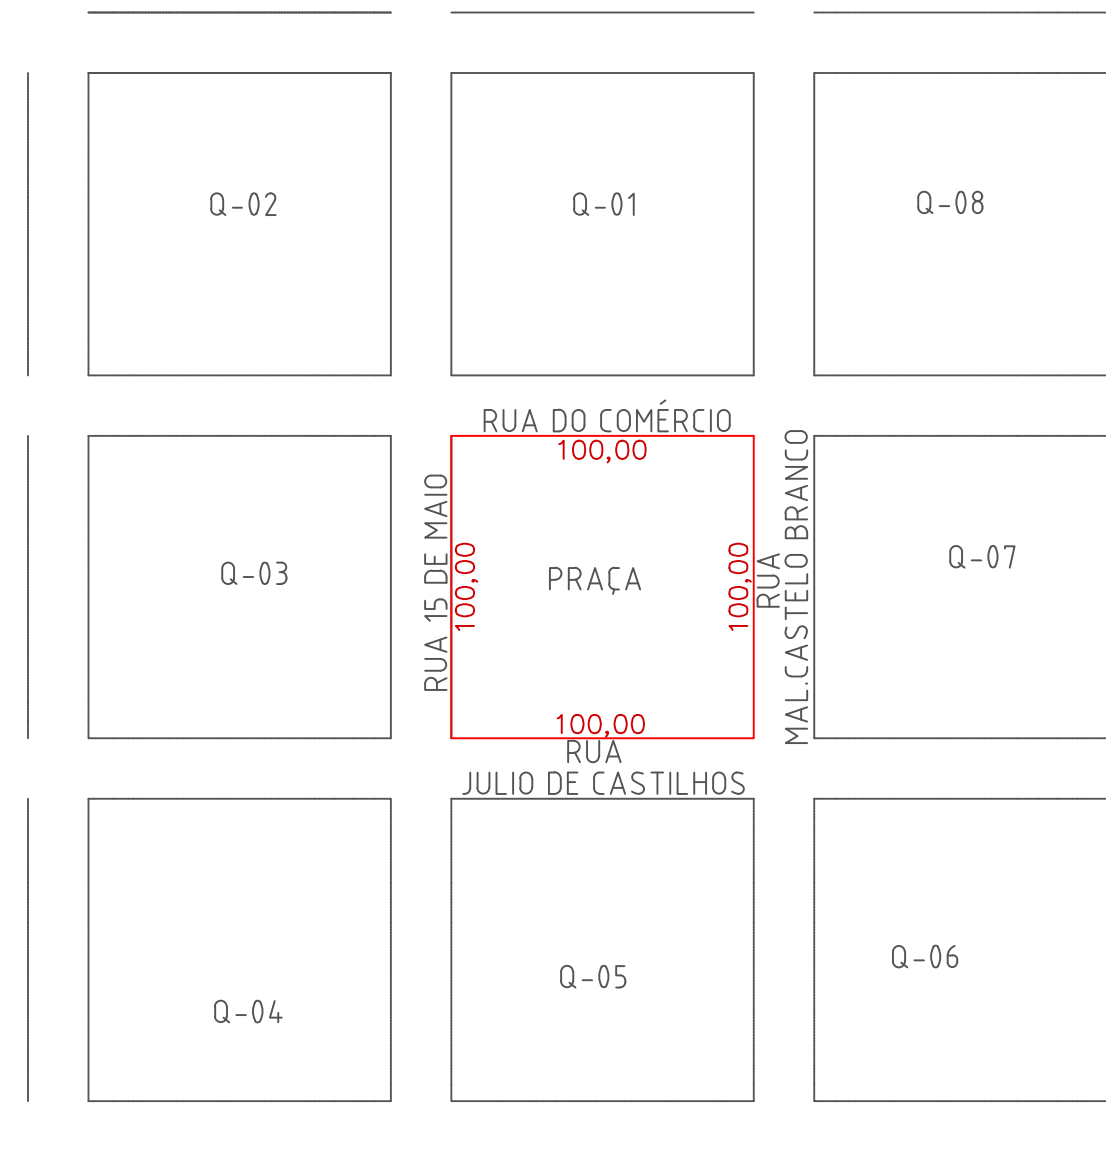 Q-02
Q-01
Q-08
RUA DO COMÉRCIO
100,00
Q-03
RUA 15 DE MAIO
100,00
PRAÇA
100,00
RUA
MAL.CASTELO BRANCO
Q-07
100,00
RUA
JULIO DE CASTILHOS
Q-04
Q-05
Q-06